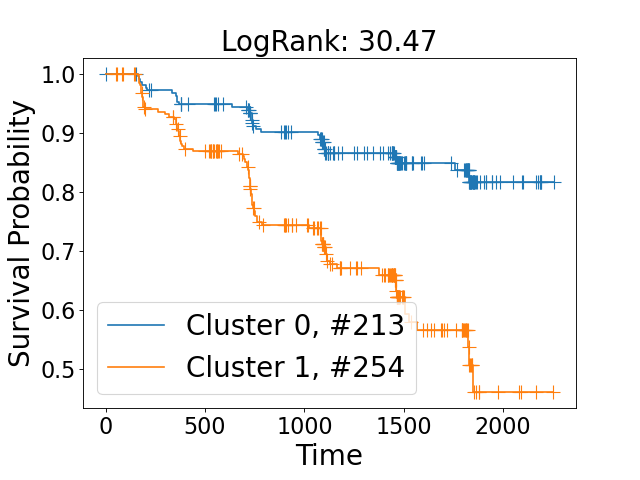 LogRank: 30.47
Survival Probability
1.0
0.9
0.8
0.7
0.6
0.5
Cluster 0, #213
Cluster 1, #254
0
500
1000
1500
2000
Time